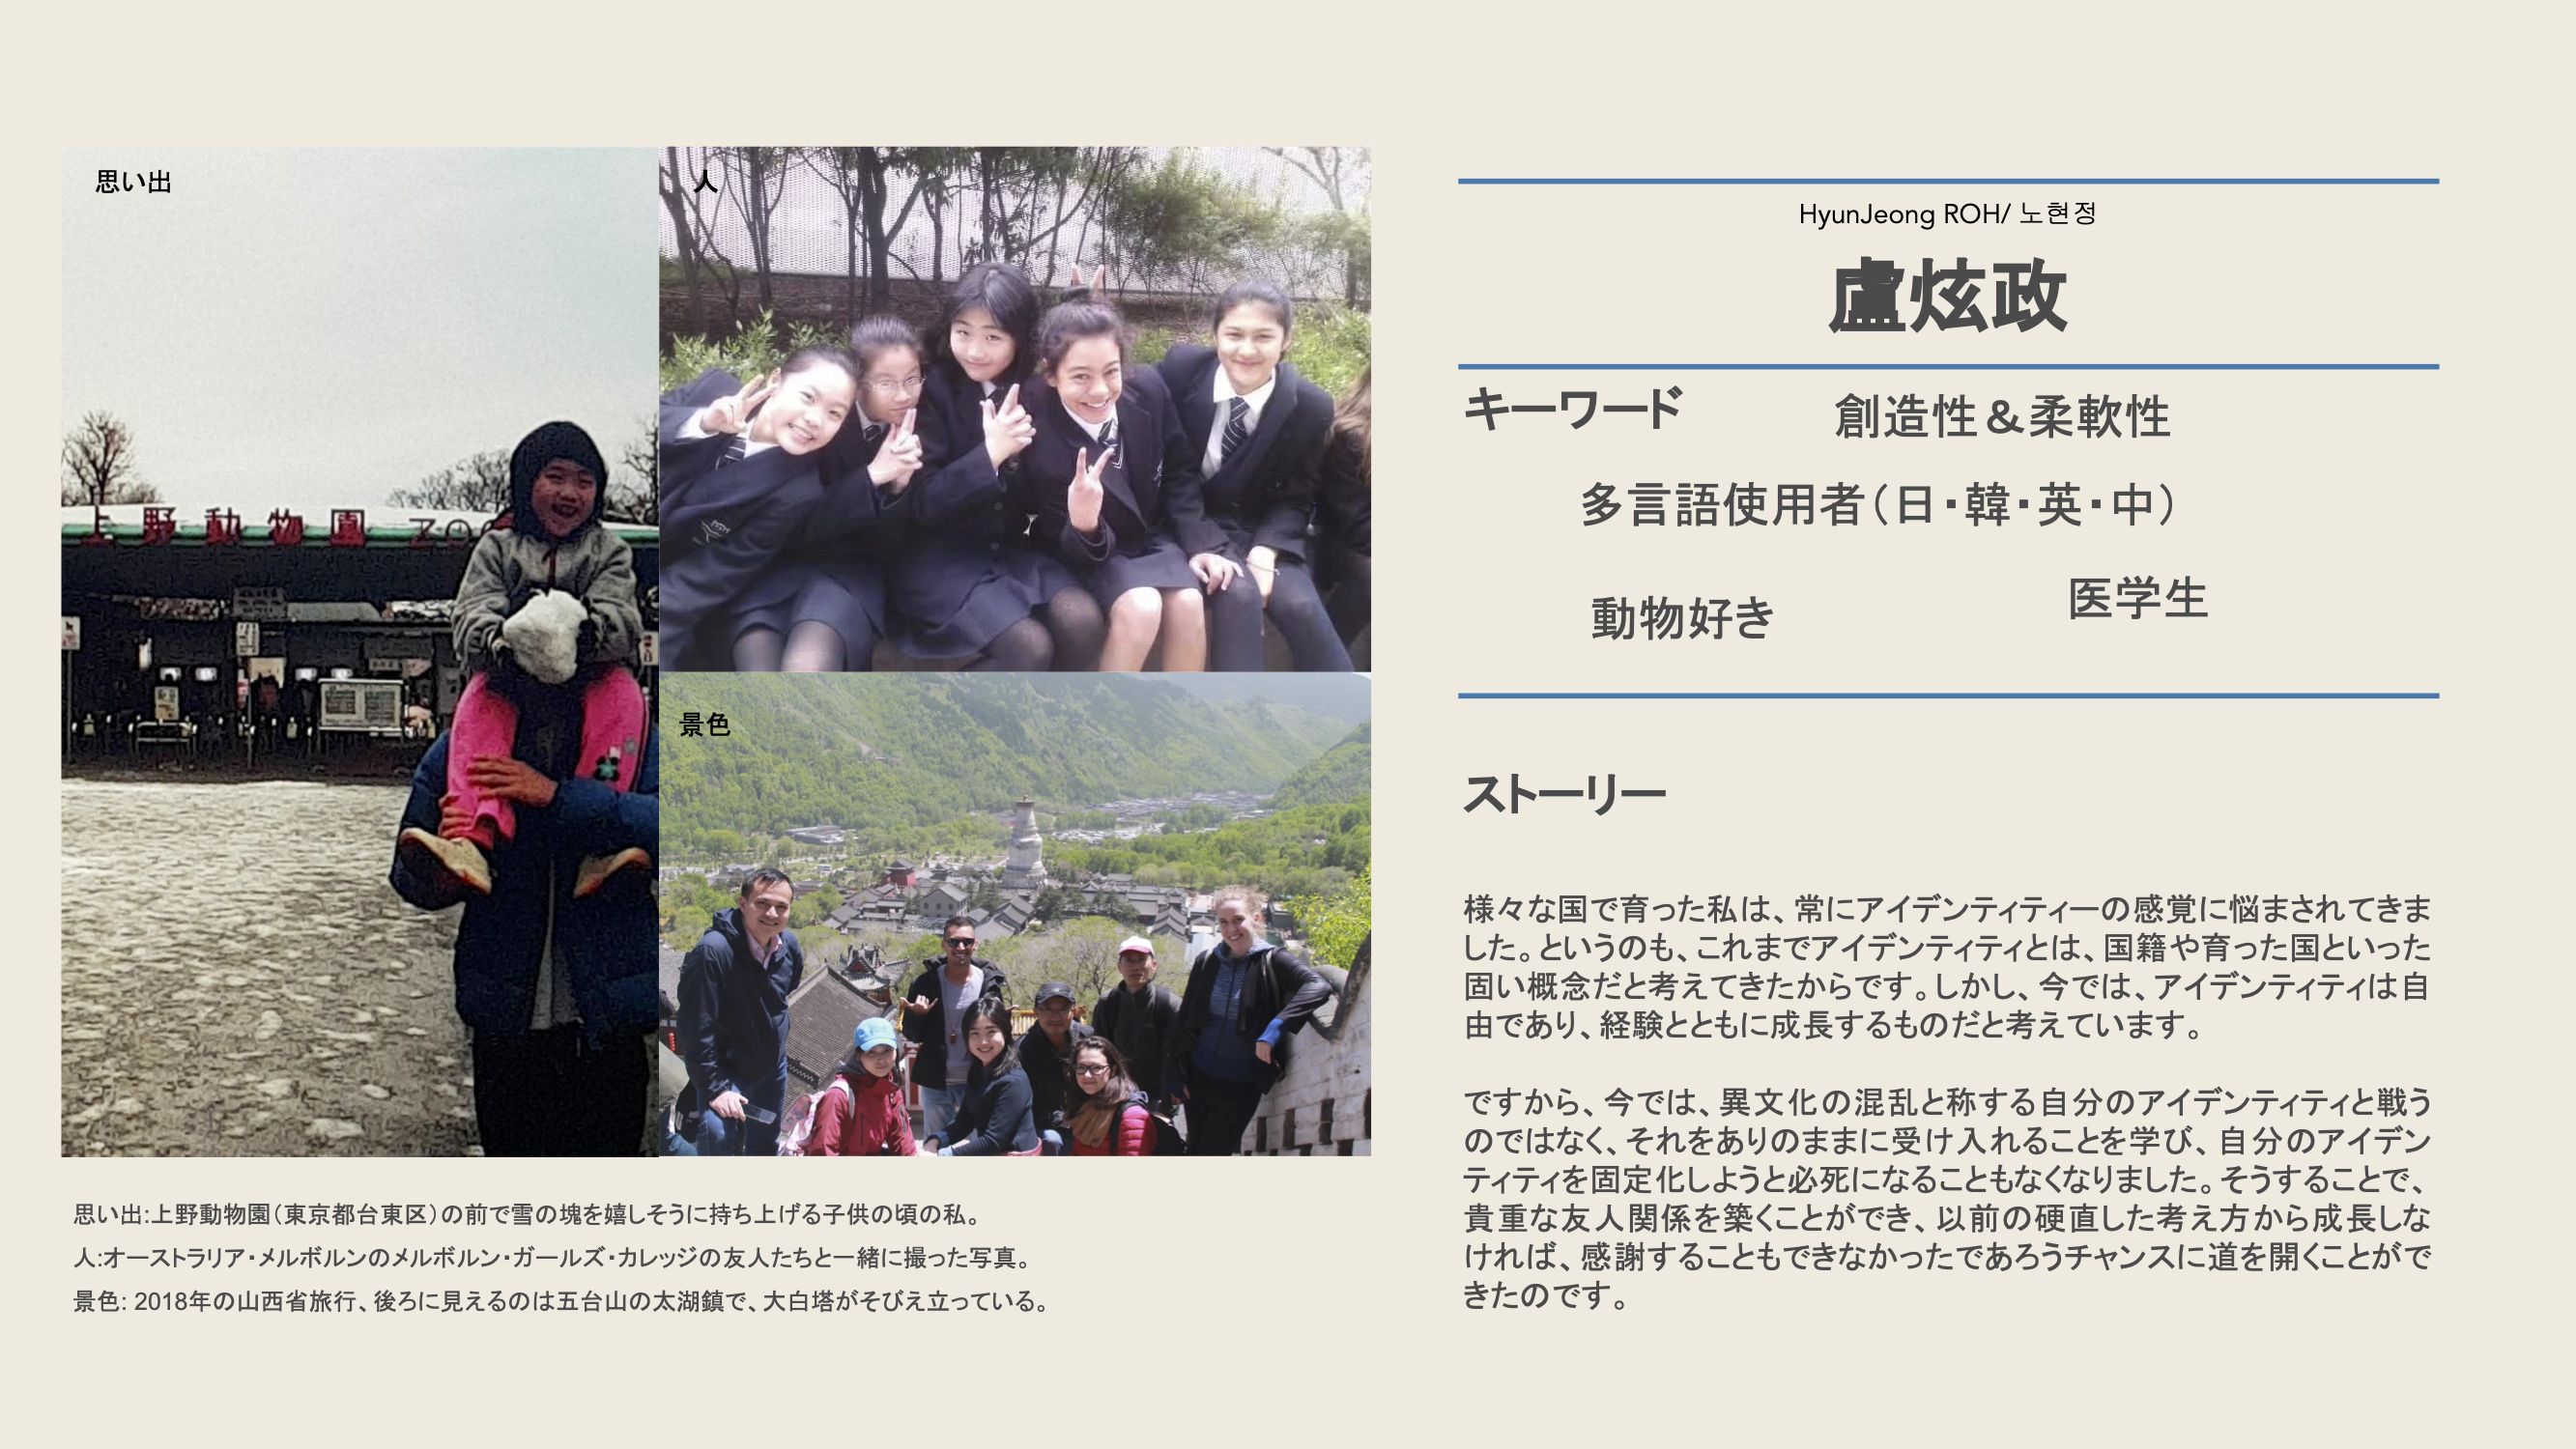 思い出
人
上野動物園 ZOO
景色
思い出:上野動物園（東京都台東区）の前で雪の塊を嬉しそうに持ち上げる子供の頃の私。
人:オーストラリア・メルボルンのメルボルン・ガールズ・カレッジの友人たちと一緒に撮った写真。
景色: 2018年の山西省旅行、後ろに見えるのは五台山の太湖鎮で、大白塔がそびえ立っている。
HyunJeong ROH/ 노현정
盧炫政
キーワード
創造性＆柔軟性
多言語使用者（日・韓・英・中）
動物好き
医学生
ストーリー
様々な国で育った私は、常にアイデンティティーの感覚に悩まされてきま
した。というのも、これまでアイデンティティとは、国籍や育った国といった
固い概念だと考えてきたからです。しかし、今では、アイデンティティは自
由であり、経験とともに成長するものだと考えています。
ですから、今では、異文化の混乱と称する自分のアイデンティティと戦う
のではなく、それをありのままに受け入れることを学び、自分のアイデン
ティティを固定化しようと必死になることもなくなりました。そうすることで、
貴重な友人関係を築くことができ、以前の硬直した考え方から成長しな
ければ、感謝することもできなかったであろうチャンスに道を開くことがで
きたのです。